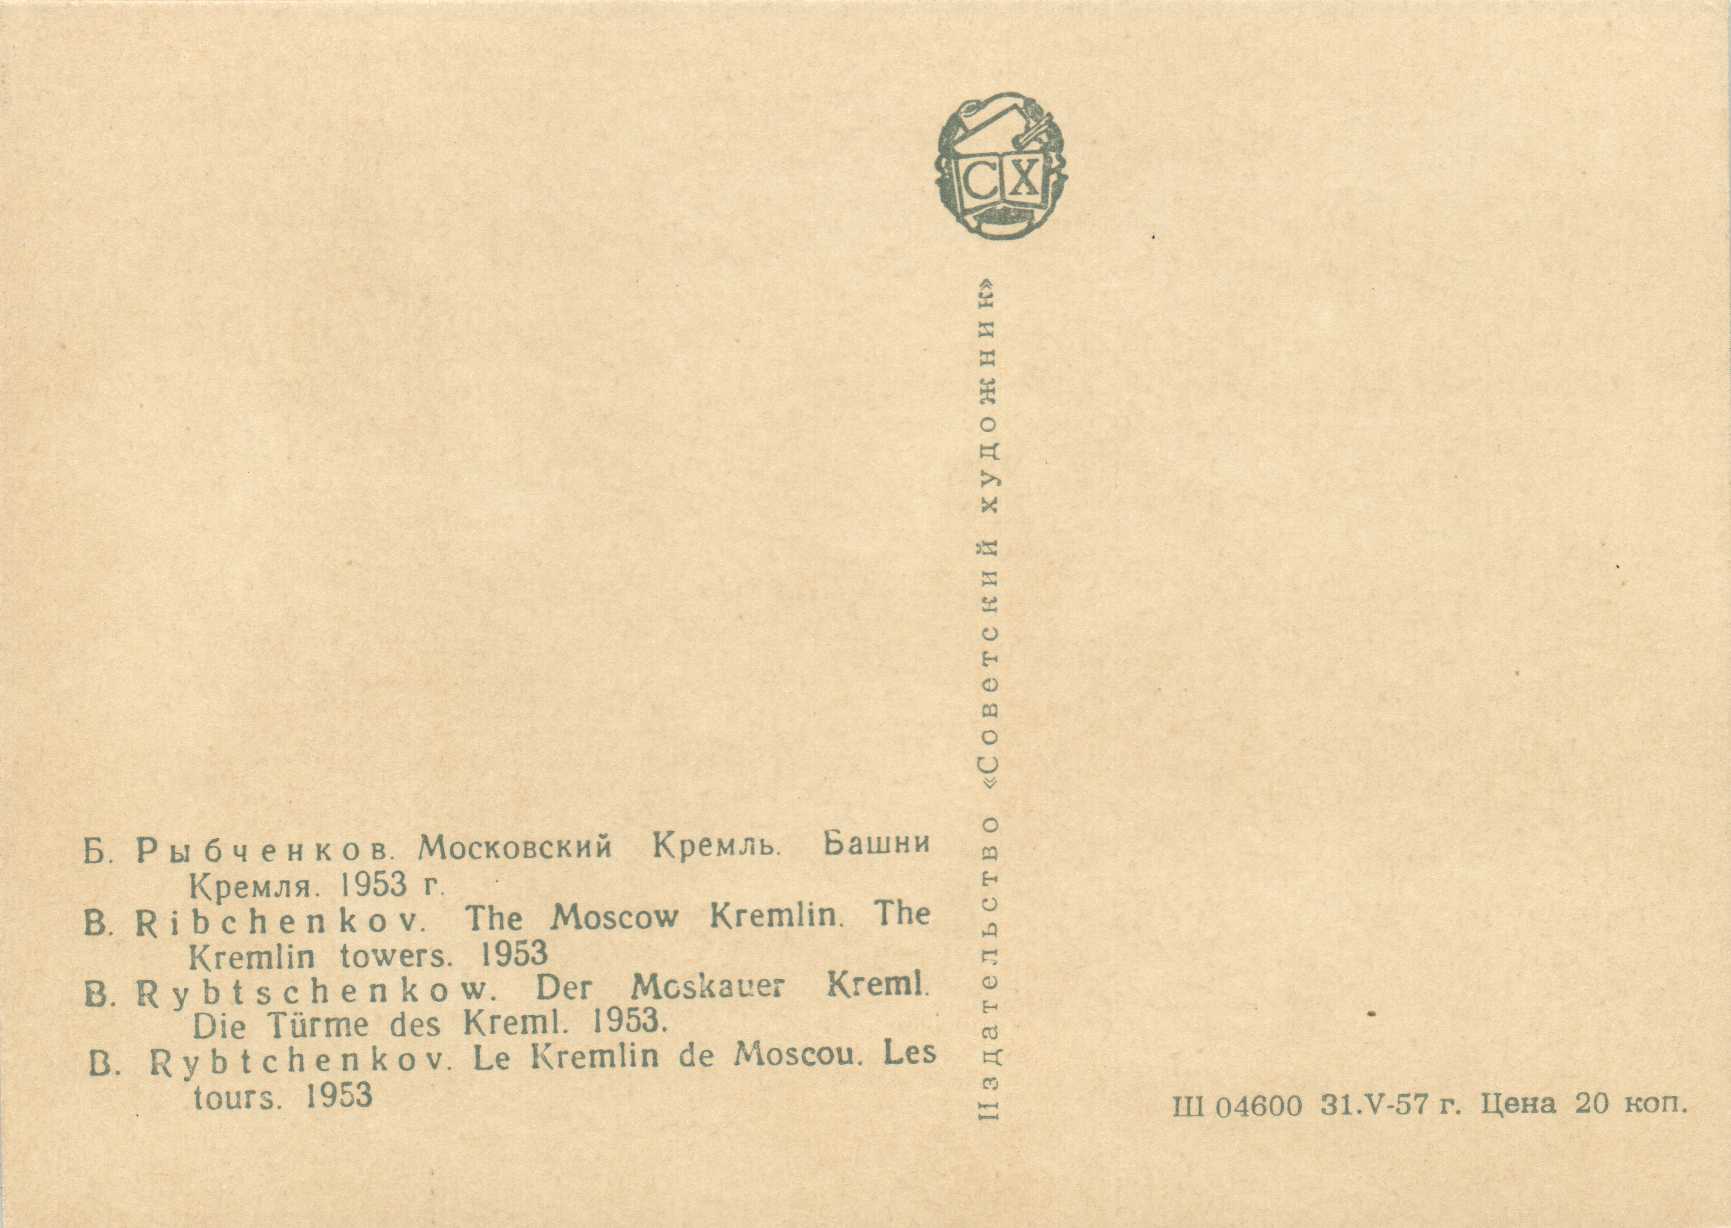 СХ
Издательство «Советский художник»
Б. Рыбченков. Московский Кремль. Башни
Кремля. 1953 г.
B. Ribchenkov. The Moscow Kremlin. The
Kremlin towers. 1953
B. Rybtschenkow. Der Moskauer Kreml.
Die Türme des Kreml. 1953.
B. Rybtchenkov. Le Kremlin de Moscou. Les
tours. 1953
Ш 04600 31.V-57 г. Цена 20 коп.